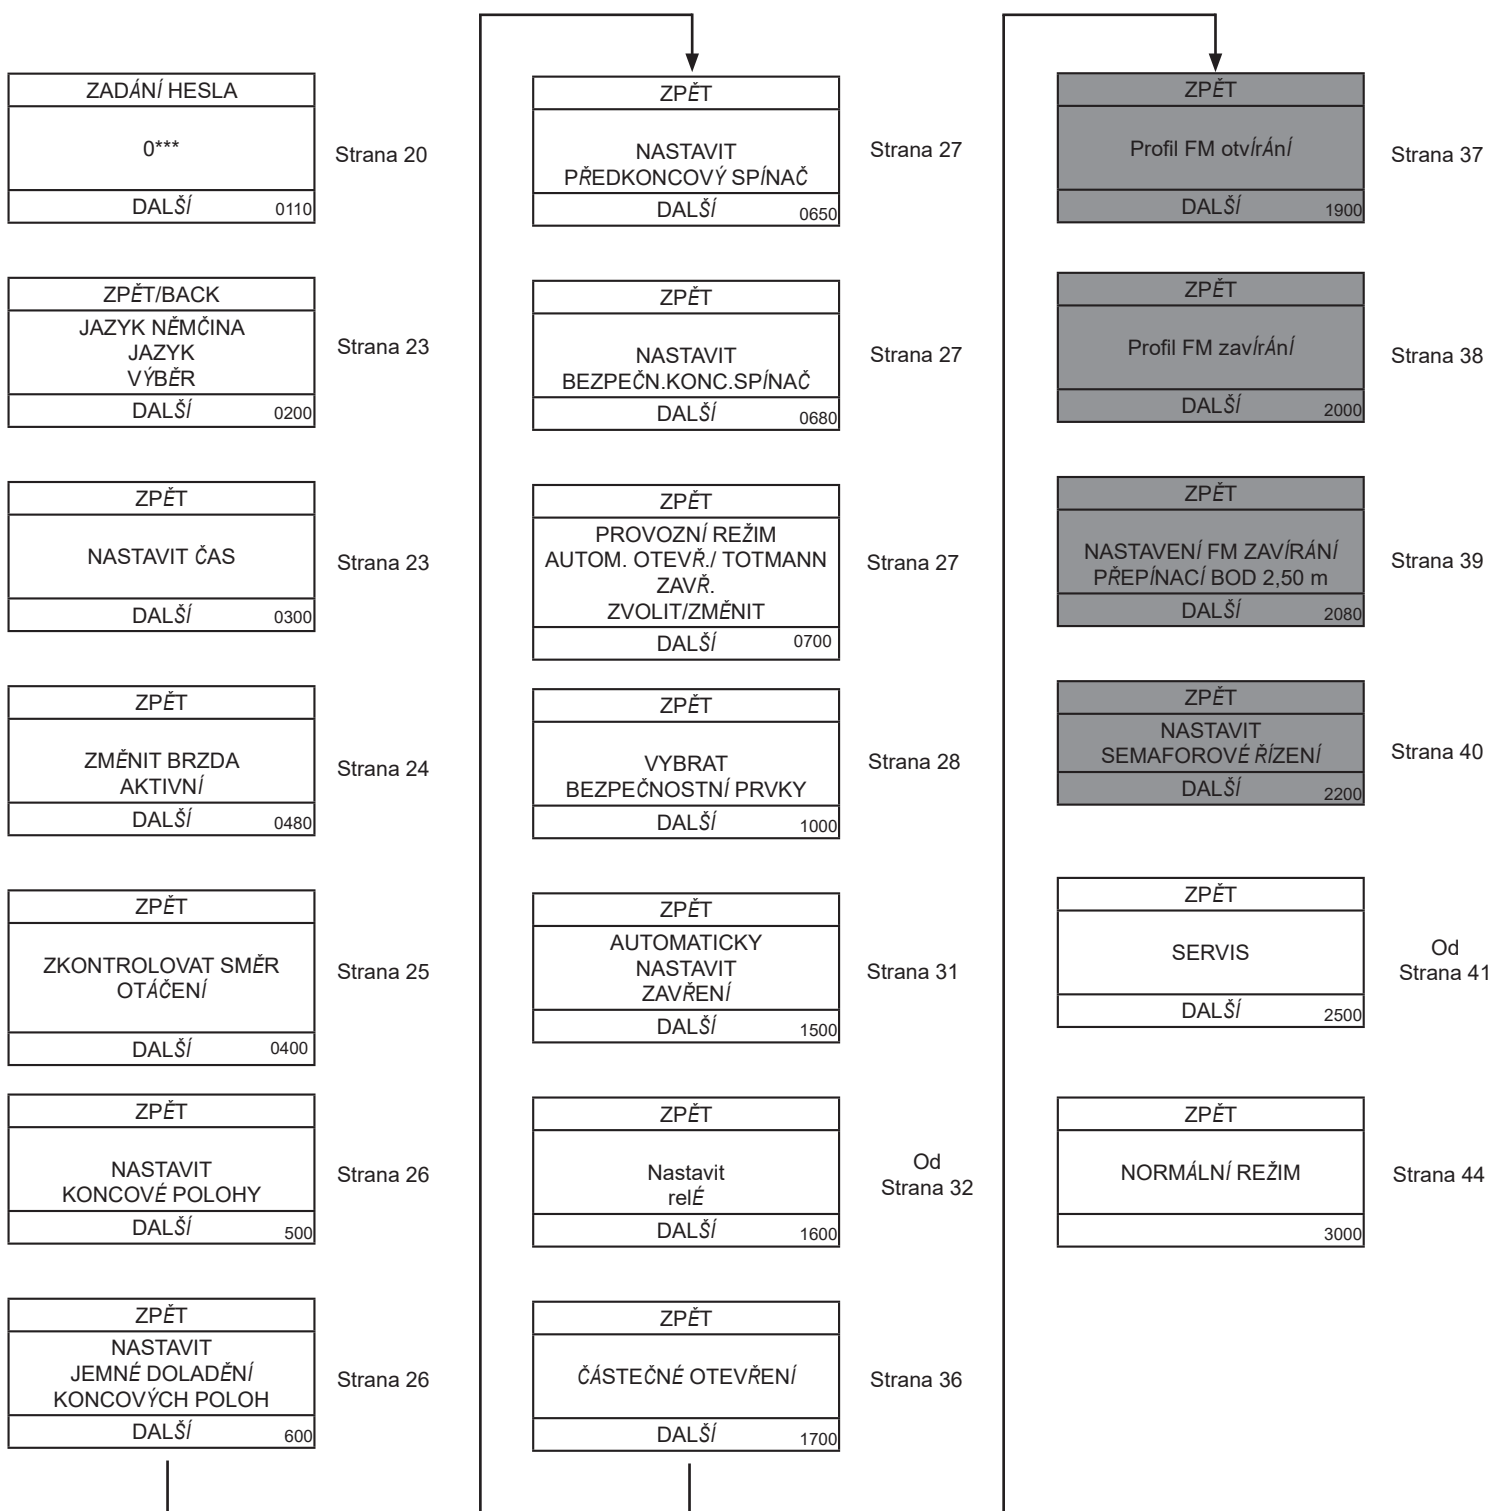 ZADÁNÍ HESLA
0***
Strana 20
DALŠÍ 0110
ZPĚT/BACK
JAZYK NĚMČINA
JAZYK
VÝBĚR
Strana 23
DALŠÍ 0200
ZPĚT
NASTAVIT ČAS
Strana 23
DALŠÍ 0300
ZPĚT
ZMĚNIT BRZDA
AKTIVNÍ
Strana 24
DALŠÍ 0480
ZPĚT
ZKONTROLOVAT SMĚR
OTÁČENÍ
Strana 25
DALŠÍ 0400
ZPĚT
NASTAVIT
KONCOVÉ POLOHY
Strana 26
DALŠÍ 500
ZPĚT
NASTAVIT
JEMNÉ DOLADĚNÍ
KONCOVÝCH POLOH
Strana 26
DALŠÍ 600
ZPĚT
NASTAVIT
PŘEDKONCOVÝ SPÍNAČ
Strana 27
DALŠÍ 0650
ZPĚT
NASTAVIT
BEZPEČN.KONC.SPÍNAČ
Strana 27
DALŠÍ 0680
ZPĚT
PROVOZNÍ REŽIM
AUTOM. OTEVŘ./ TOTMANN
ZAVŘ.
ZVOLIT/ZMĚNIT
Strana 27
DALŠÍ 0700
ZPĚT
VYBRAT
BEZPEČNOSTNÍ PRVKY
Strana 28
DALŠÍ 1000
ZPĚT
AUTOMATICKY
NASTAVIT
ZAVŘENÍ
Strana 31
DALŠÍ 1500
ZPĚT
Nastavit
relÉ
Od
Strana 32
DALŠÍ 1600
ZPĚT
ČÁSTEČNÉ OTEVŘENÍ
Strana 36
DALŠÍ 1700
ZPĚT
Profil FM otvÍrÁnÍ
Strana 37
DALŠÍ 1900
ZPĚT
Profil FM zavÍrÁnÍ
Strana 38
DALŠÍ 2000
ZPĚT
NASTAVENÍ FM ZAVÍRÁNÍ
PŘEPÍNACÍ BOD 2,50 m
Strana 39
DALŠÍ 2080
ZPĚT
NASTAVIT
SEMAFOROVÉ ŘÍZENÍ
Strana 40
DALŠÍ 2200
ZPĚT
SERVIS
Od
Strana 41
DALŠÍ 2500
ZPĚT
NORMÁLNÍ REŽIM
Strana 44
3000